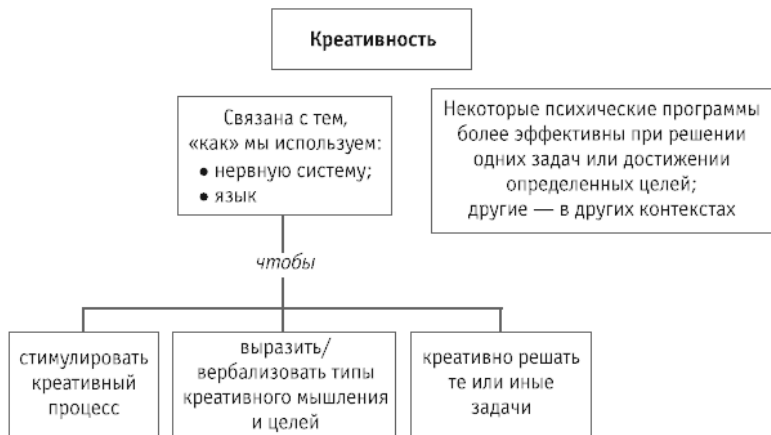 Креативность
Связана с тем,
«как» мы используем:
• нервную систему;
• язык
Некоторые психические программы
более эффективны при решении
одних задач или достижении
определенных целей;
другие — в других контекстах
чтобы
стимулировать
креативный
процесс
выразить/
вербализовать типы
креативного мышления
и целей
креативно решать
те или иные
задачи